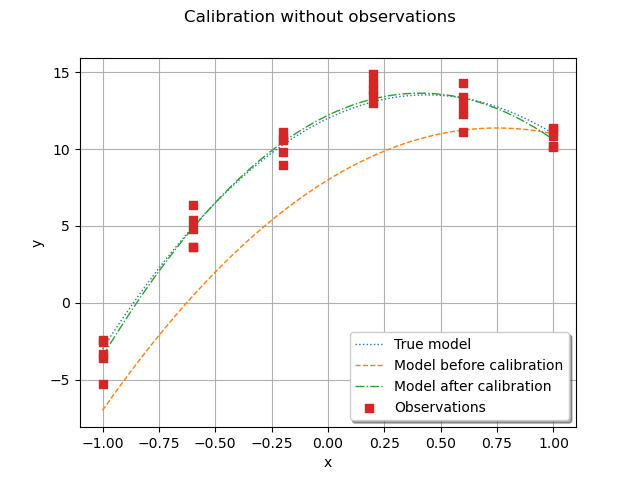 Calibration without observations
15
10
5
0
−5
y
True model
Model before calibration
Model after calibration
Observations
−1.00 −0.75 −0.50 −0.25 0.00 0.25 0.50 0.75 1.00
x